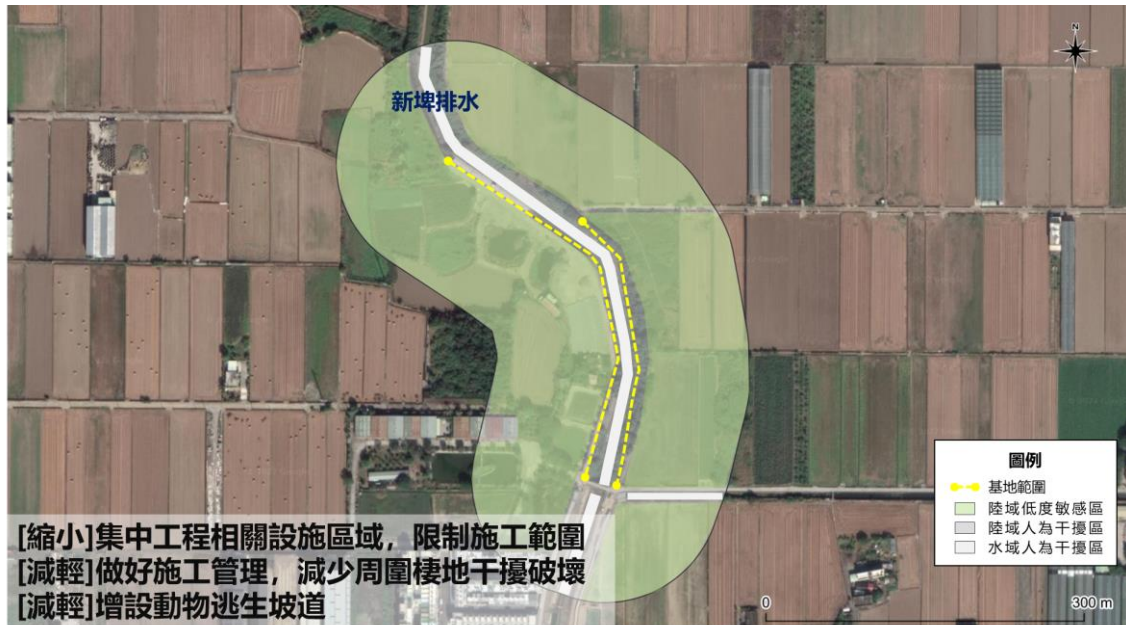 N
新埤排水
圖例
基地範圍
陸域低度敏感區
陸域人為干擾區
水域人為干擾區
[縮小]集中工程相關設施區域，限制施工範圍
[減輕]做好施工管理，減少周圍棲地干擾破壞
[減輕]增設動物逃生坡道
0 300 m